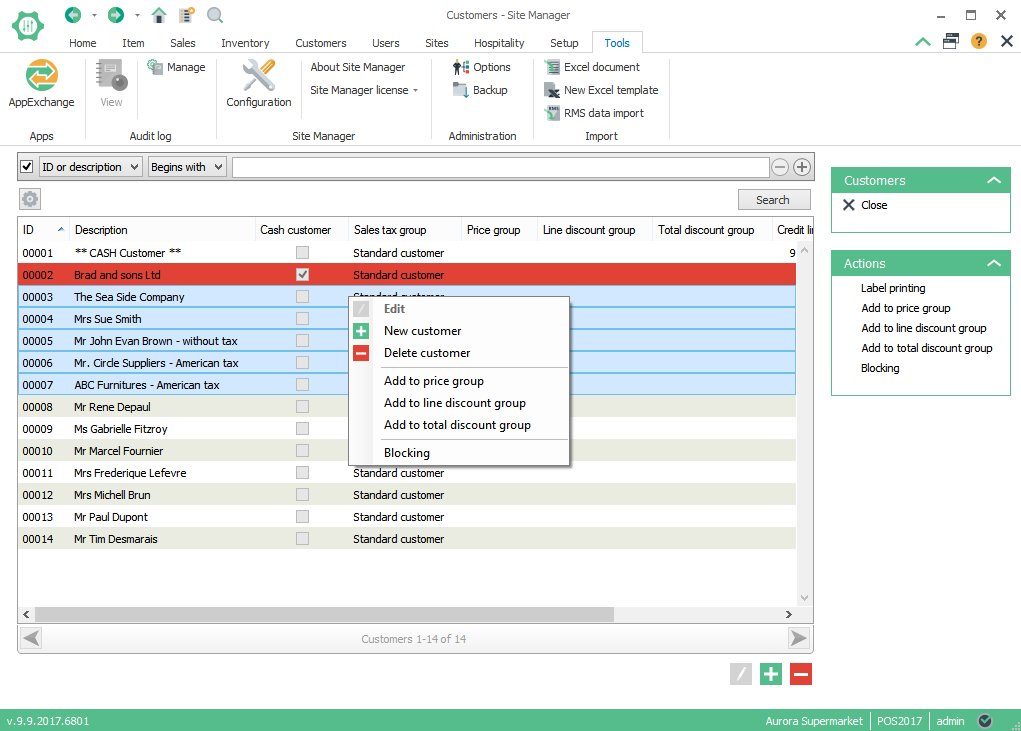 Customers - Site Manager
Home Item Sales Inventory Customers Users Sites Hospitality Setup Tools
AppExchange
Apps
View
Manage
Audit log
Configuration
About Site Manager
Site Manager license
Site Manager
Options
Backup
Administration
Excel document
New Excel template
RMS data import
Import
ID or description Begins with
Search
ID Description Cash customer Sales tax group Price group Line discount group Total discount group Credit li
00001 ** CASH Customer ** Standard customer 9
00002 Brad and sons Ltd Standard customer
00003 The Sea Side Company
00004 Mrs Sue Smith
00005 Mr John Evan Brown - without tax
00006 Mr. Circle Suppliers - American tax
00007 ABC Furnitures - American tax
00008 Mr Rene Depaul
00009 Ms Gabrielle Fitzroy
00010 Mr Marcel Fournier
00011 Mrs Frederique Lefevre Standard customer
00012 Mrs Michell Brun Standard customer
00013 Mr Paul Dupont Standard customer
00014 Mr Tim Desmarais Standard customer
Edit
New customer
Delete customer
Add to price group
Add to line discount group
Add to total discount group
Blocking
Customers 1-14 of 14
Customers
Close
Actions
Label printing
Add to price group
Add to line discount group
Add to total discount group
Blocking
v.9.9.2017.6801 Aurora Supermarket POS2017 admin